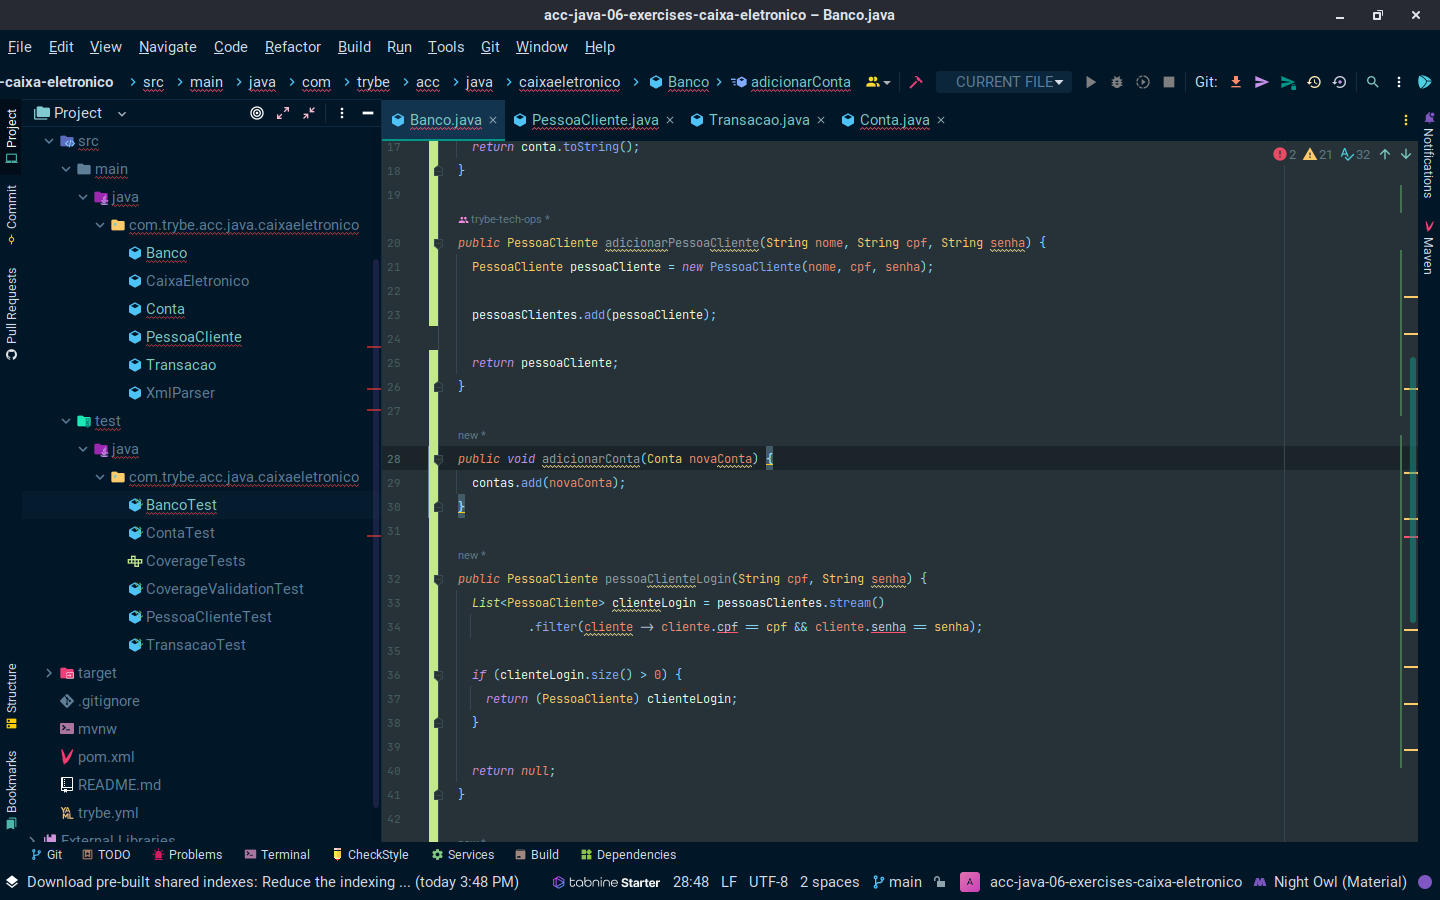 acc-java-06-exercises-caixa-eletronico – Banco.java
File Edit View Navigate Code Refactor Build Run Tools Git Window Help
-caixa-eletronico › src › main › java › com › trybe › acc › java › caixaeletronico › Banco › adicionarConta CURRENT FILE Git:
Project
Banco.java × PessoaCliente.java × Transacao.java × Conta.java ×
Project
Commit
Pull Requests
Structure
Bookmarks
src
main
java
com.trybe.acc.java.caixaeletronico
Banco
CaixaEletronico
Conta
PessoaCliente
Transacao
XmlParser
test
java
com.trybe.acc.java.caixaeletronico
BancoTest
ContaTest
CoverageTests
CoverageValidationTest
PessoaClienteTest
TransacaoTest
target
.gitignore
mvnw
pom.xml
README.md
trybe.yml
External Libraries
2 21 32
17 return conta.toString();
18 }
19
trybe-tech-ops *
20 public PessoaCliente adicionarPessoaCliente(String nome, String cpf, String senha) {
21 PessoaCliente pessoaCliente = new PessoaCliente(nome, cpf, senha);
22
23 pessoasClientes.add(pessoaCliente);
24
25 return pessoaCliente;
26 }
27
new *
28 public void adicionarConta(Conta novaConta) {
29 contas.add(novaConta);
30 }
31
new *
32 public PessoaCliente pessoaClienteLogin(String cpf, String senha) {
33 List<PessoaCliente> clienteLogin = pessoasClientes.stream()
34 .filter(cliente -> cliente.cpf == cpf && cliente.senha == senha);
35
36 if (clienteLogin.size() > 0) {
37 return (PessoaCliente) clienteLogin;
38 }
39
40 return null;
41 }
42
Notifications
Maven
Git TODO Problems Terminal CheckStyle Services Build Dependencies
Download pre-built shared indexes: Reduce the indexing ... (today 3:48 PM) tabnine Starter 28:48 LF UTF-8 2 spaces main A acc-java-06-exercises-caixa-eletronico Night Owl (Material)